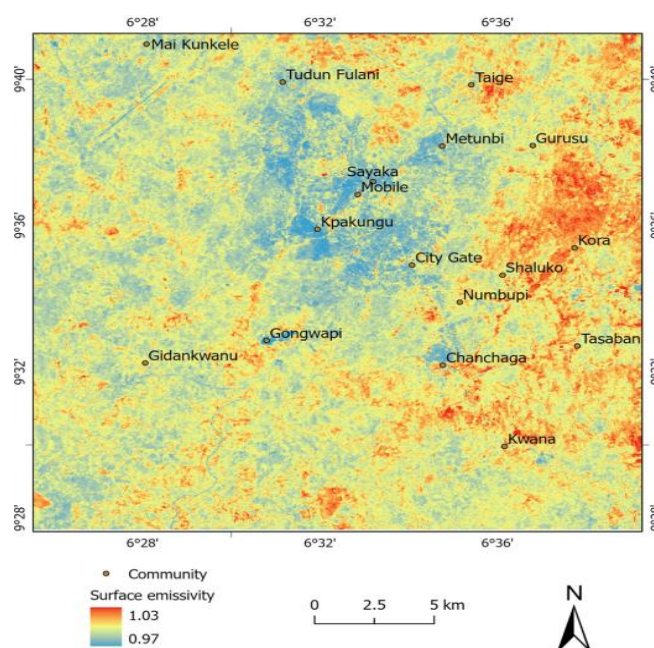 6°28' 6°32' 6°36'
Mai Kunkele
9°40'
Tudun Fulani
Taige
Metunbi
Gurusu
Sayaka
Mobile
9°36'
Kpakungu
Kora
City Gate
Shaluko
Numbupi
Gongwapi
Tasaban
9°32'
Gidankwanu
Chanchaga
Kwana
9°28'
6°28' 6°32' 6°36'
Community
Surface emissivity
1.03
0.97
0 2.5 5 km
N